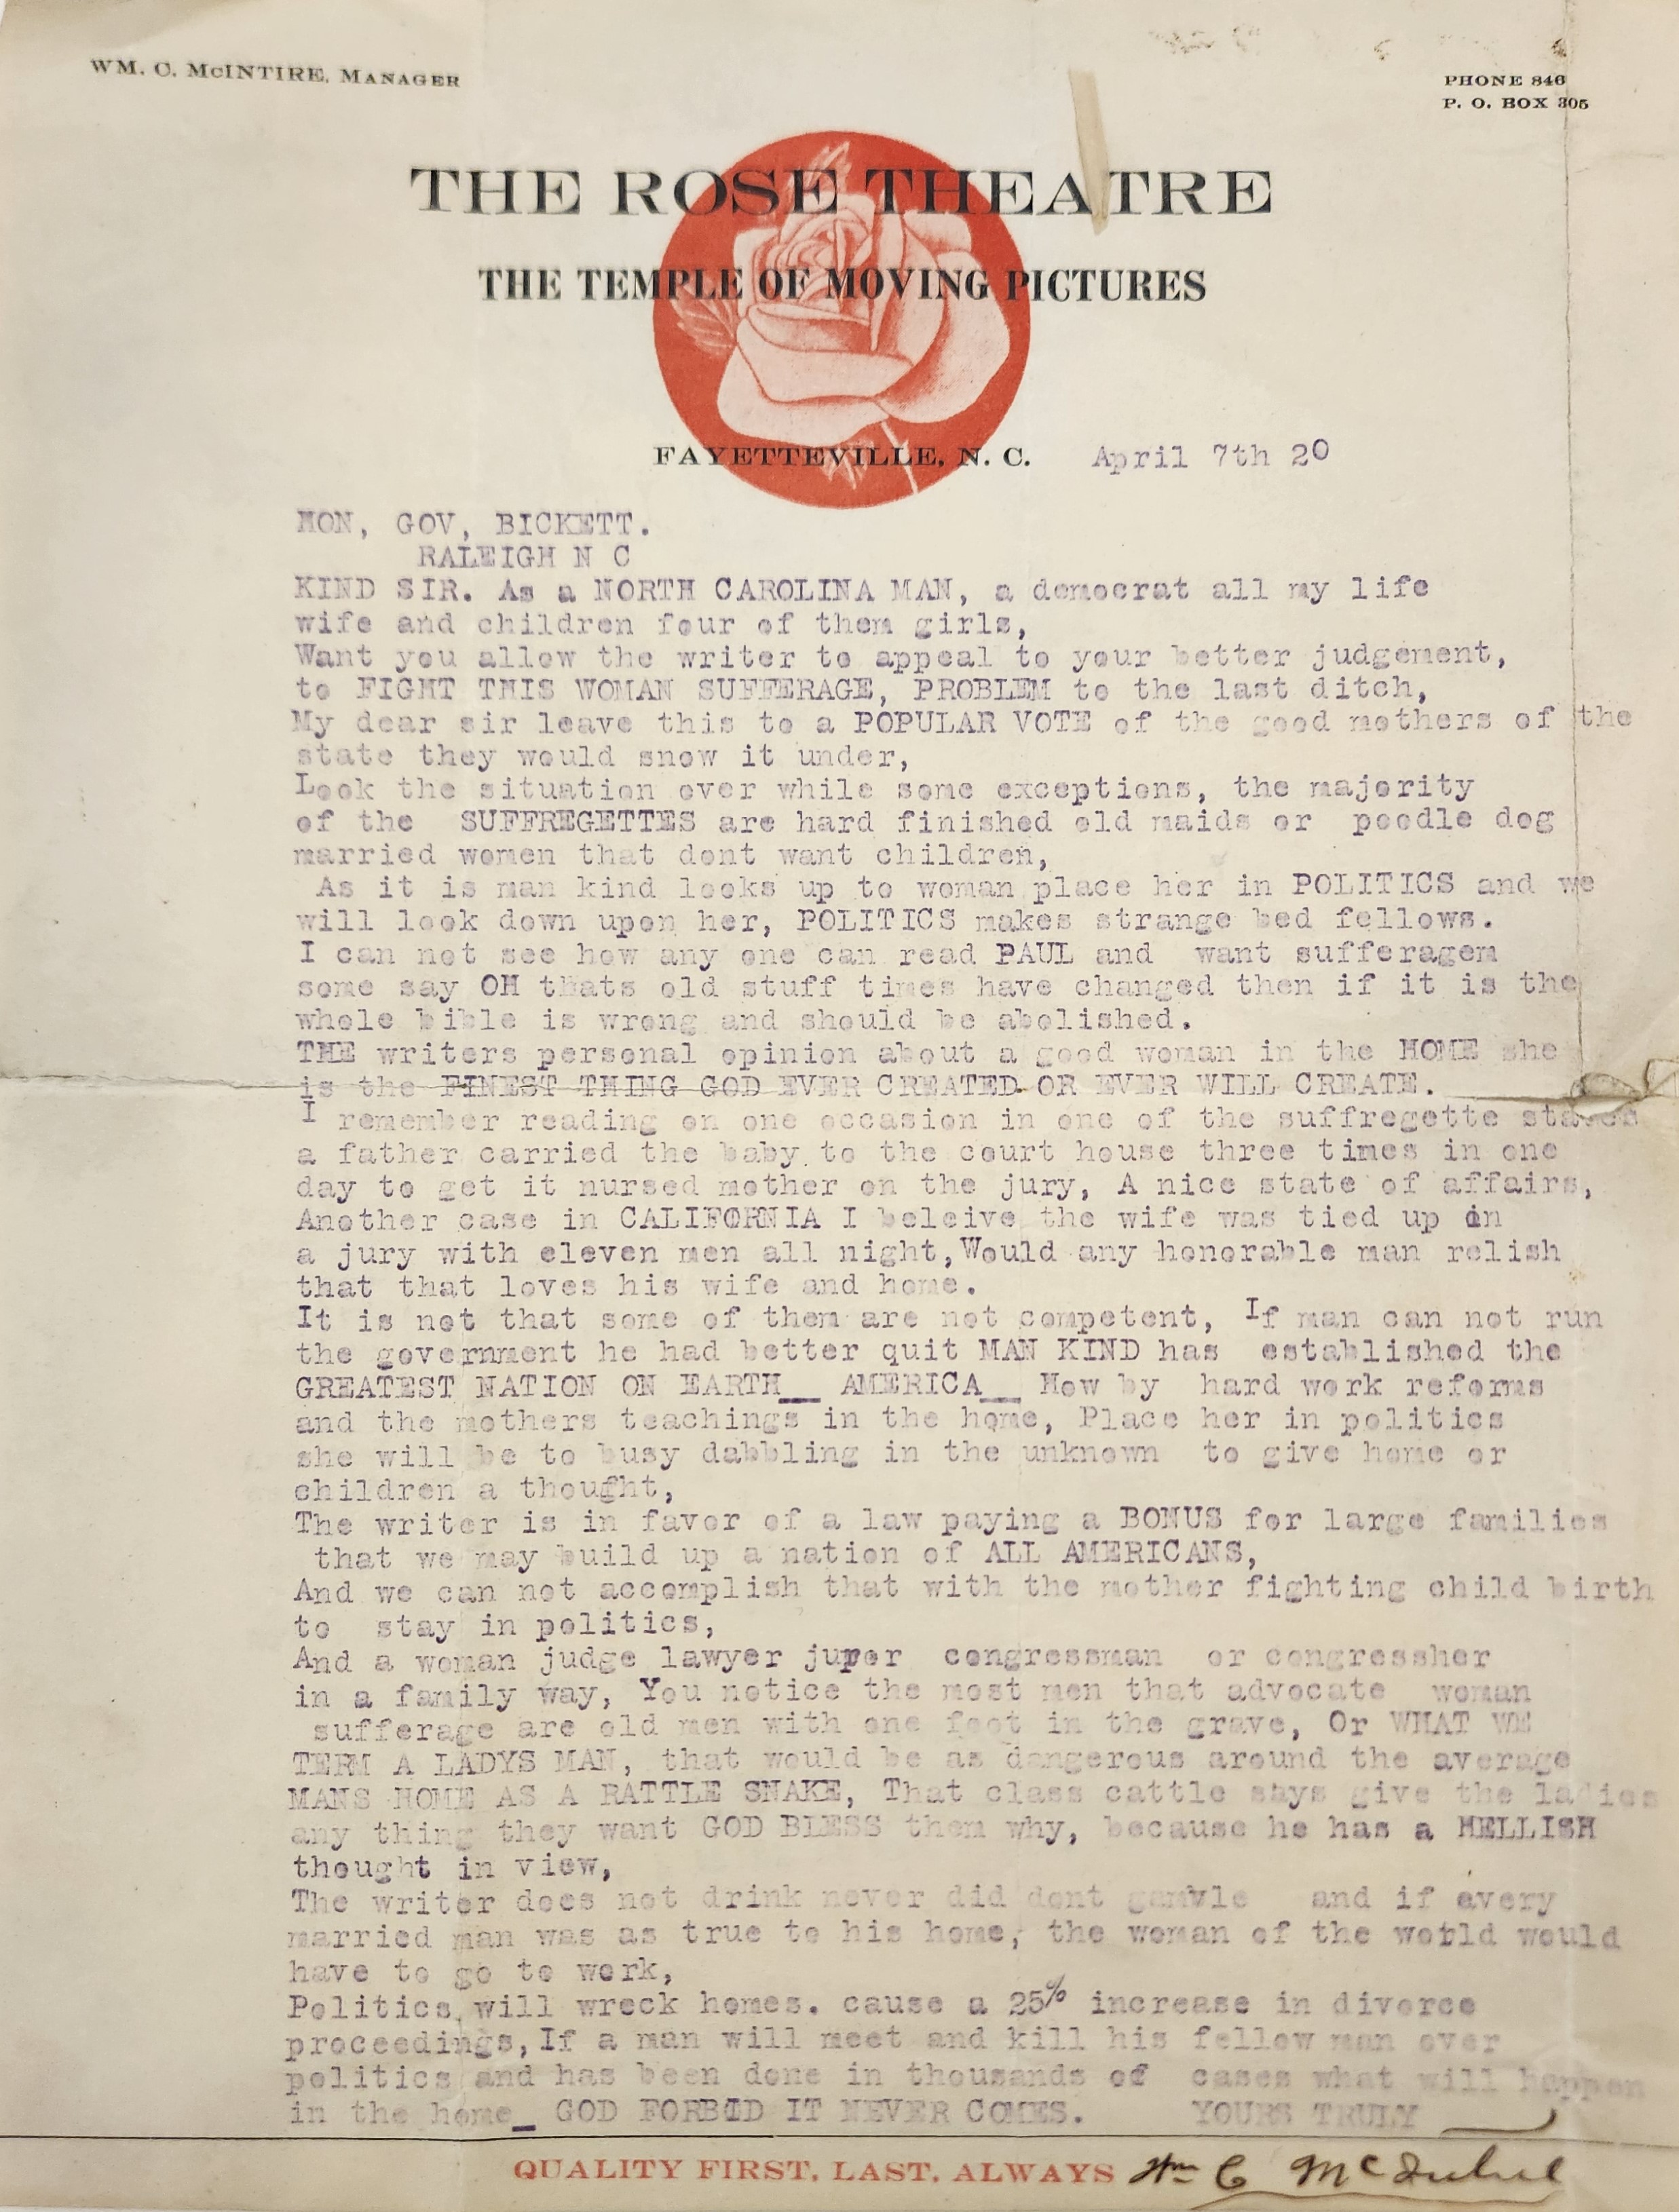 WM. C. McINTIRE, MANAGER
PHONE 846
P. O. BOX 305
THE ROSE THEATRE
THE TEMPLE OF MOVING PICTURES
FAYETTEVILLE, N. C. April 7th 20
HON, GOV, BICKETT.
RALEIGH N C
KIND SIR. As a NORTH CAROLINA MAN, a democrat all my life
wife and children four of them girls,
Want you allow the writer to appeal to your better judgement,
to FIGHT THIS WOMAN SUFFERAGE, PROBLEM to the last ditch,
My dear sir leave this to a POPULAR VOTE of the good mothers of the
state they would snow it under,
Look the situation over while some exceptions, the majority
of the SUFFREGETTES are hard finished old maids or poodle dog
married women that dont want children,
As it is man kind looks up to woman place her in POLITICS and we
will look down upon her, POLITICS makes strange bed fellows.
I can not see how any one can read PAUL and want sufferagem
some say OH thats old stuff times have changed then if it is the
whole bible is wrong and should be abolished.
THE writers personal opinion about a good woman in the HOME she
is the FINEST THING GOD EVER CREATED OR EVER WILL CREATE.
I remember reading on one occasion in one of the suffregette states
a father carried the baby to the court house three times in one
day to get it nursed mother on the jury, A nice state of affairs,
Another case in CALIFORNIA I beleive the wife was tied up in
a jury with eleven men all night,Would any honorable man relish
that that loves his wife and home.
It is not that some of them are not competent, If man can not run
the government he had better quit MAN KIND has established the
GREATEST NATION ON EARTH__ AMERICA__ How by hard work reforms
and the mothers teachings in the home, Place her in politics
she will be to busy dabbling in the unknown to give home or
children a thought,
The writer is in favor of a law paying a BONUS for large families
that we may build up a nation of ALL AMERICANS,
And we can not accomplish that with the mother fighting child birth
to stay in politics,
And a woman judge lawyer juror congressman or congressher
in a family way, You notice the most men that advocate woman
sufferage are old men with one foot in the grave, Or WHAT WE
TERM A LADYS MAN, that would be as dangerous around the average
MANS HOME AS A RATTLE SNAKE, That class cattle says give the ladies
any thing they want GOD BLESS them why, because he has a HELLISH
thought in view,
The writer does not drink never did dont gamvle and if every
married man was as true to his home, the woman of the world would
have to go to work,
Politics will wreck homes. cause a 25% increase in divorce
proceedings,If a man will meet and kill his fellow man over
politics and has been done in thousands of cases what will happen
in the home_ GOD FORBID IT NEVER COMES. YOURS TRULY
QUALITY FIRST, LAST, ALWAYS Wm C McIntire